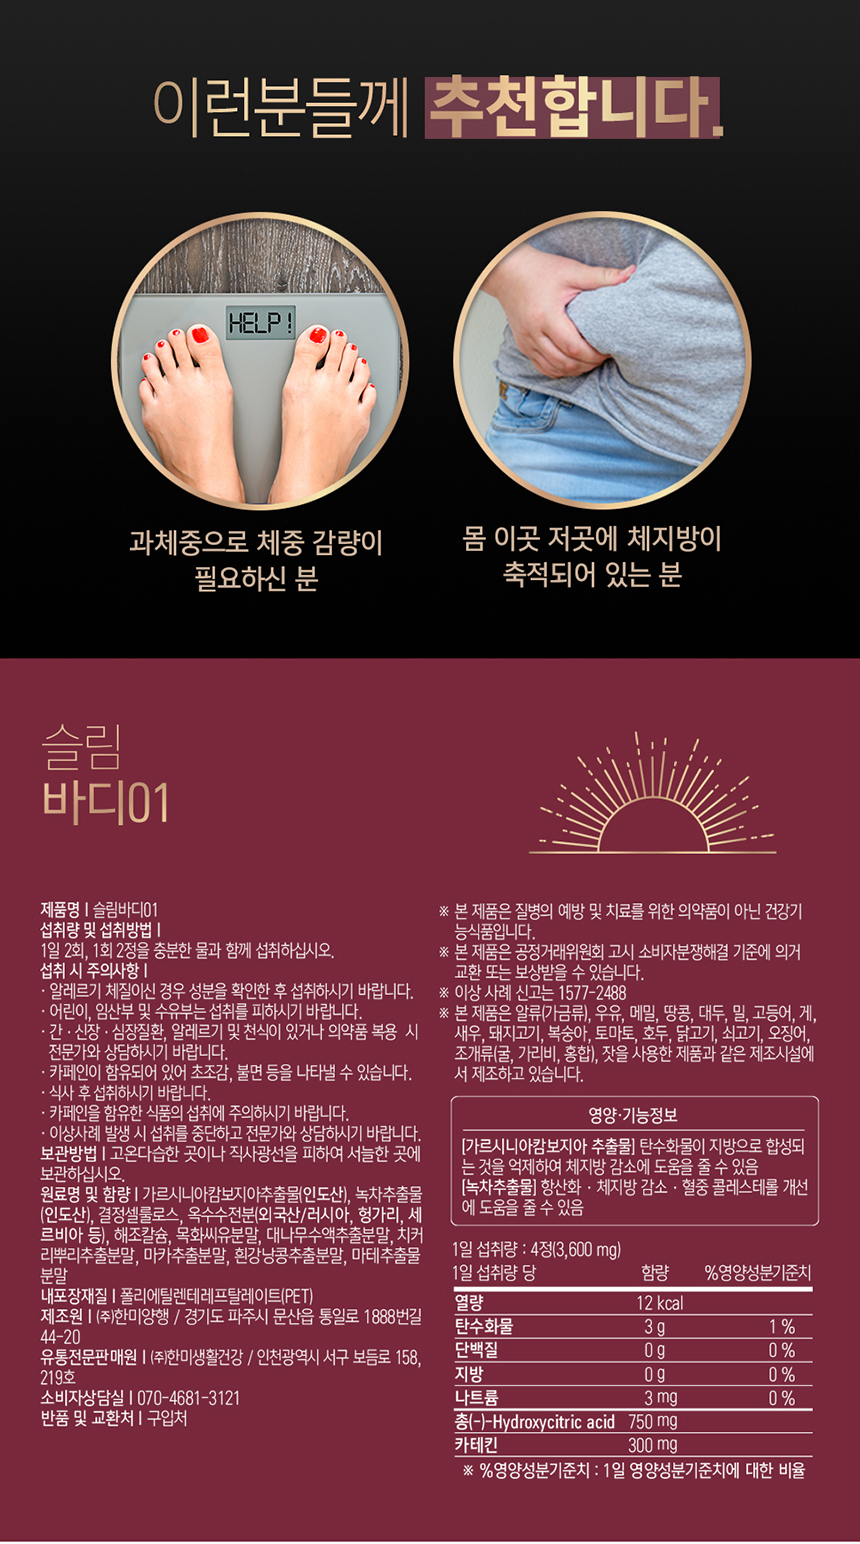 이런분들께 추천합니다.
HELP!
과체중으로 체중 감량이
필요하신 분
몸 이곳 저곳에 체지방이
축적되어 있는 분
슬림
바디01
제품명 | 슬림바디01
섭취량 및 섭취방법 |
1일 2회, 1회 2정을 충분한 물과 함께 섭취하십시오.
섭취 시 주의사항 |
· 알레르기 체질이신 경우 성분을 확인한 후 섭취하시기 바랍니다.
· 어린이, 임산부 및 수유부는 섭취를 피하시기 바랍니다.
· 간 · 신장 · 심장질환, 알레르기 및 천식이 있거나 의약품 복용 시
전문가와 상담하시기 바랍니다.
· 카페인이 함유되어 있어 초조감, 불면 등을 나타낼 수 있습니다.
· 식사 후 섭취하시기 바랍니다.
· 카페인을 함유한 식품의 섭취에 주의하시기 바랍니다.
· 이상사례 발생 시 섭취를 중단하고 전문가와 상담하시기 바랍니다.
보관방법 | 고온다습한 곳이나 직사광선을 피하여 서늘한 곳에
보관하십시오.
원료명 및 함량 | 가르시니아캄보지아추출물(인도산), 녹차추출물
(인도산), 결정셀룰로스, 옥수수전분(외국산/러시아, 헝가리, 세
르비아 등), 해조칼슘, 목화씨유분말, 대나무수액추출분말, 치커
리뿌리추출분말, 마카추출분말, 흰강낭콩추출분말, 마테추출물
분말
내포장재질 | 폴리에틸렌테레프탈레이트(PET)
제조원 | (주)한미양행 / 경기도 파주시 문산읍 통일로 1888번길
44-20
유통전문판매원 | (주)한미생활건강 / 인천광역시 서구 보듬로 158,
219호
소비자상담실 | 070-4681-3121
반품 및 교환처 | 구입처
※ 본 제품은 질병의 예방 및 치료를 위한 의약품이 아닌 건강기
능식품입니다.
※ 본 제품은 공정거래위원회 고시 소비자분쟁해결 기준에 의거
교환 또는 보상받을 수 있습니다.
※ 이상 사례 신고는 1577-2488
※ 본 제품은 알류(가금류), 우유, 메밀, 땅콩, 대두, 밀, 고등어, 게,
새우, 돼지고기, 복숭아, 토마토, 호두, 닭고기, 쇠고기, 오징어,
조개류(굴, 가리비, 홍합), 잣을 사용한 제품과 같은 제조시설에
서 제조하고 있습니다.
영양·기능정보
[가르시니아캄보지아 추출물] 탄수화물이 지방으로 합성되
는 것을 억제하여 체지방 감소에 도움을 줄 수 있음
[녹차추출물] 항산화 · 체지방 감소 · 혈중 콜레스테롤 개선
에 도움을 줄 수 있음
1일 섭취량 : 4정(3,600 mg)
1일 섭취량 당 함량 %영양성분기준치
열량 12 kcal
탄수화물 3 g 1 %
단백질 0 g 0 %
지방 0 g 0 %
나트륨 3 mg 0 %
총(-)-Hydroxycitric acid 750 mg
카테킨 300 mg
※ %영양성분기준치 : 1일 영양성분기준치에 대한 비율